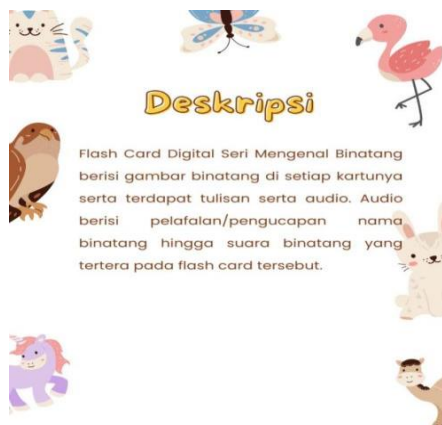 Deskripsi
Flash Card Digital Seri Mengenal Binatang
berisi gambar binatang di setiap kartunya
serta terdapat tulisan serta audio. Audio
berisi pelafalan/pengucapan nama
binatang hingga suara binatang yang
tertera pada flash card tersebut.